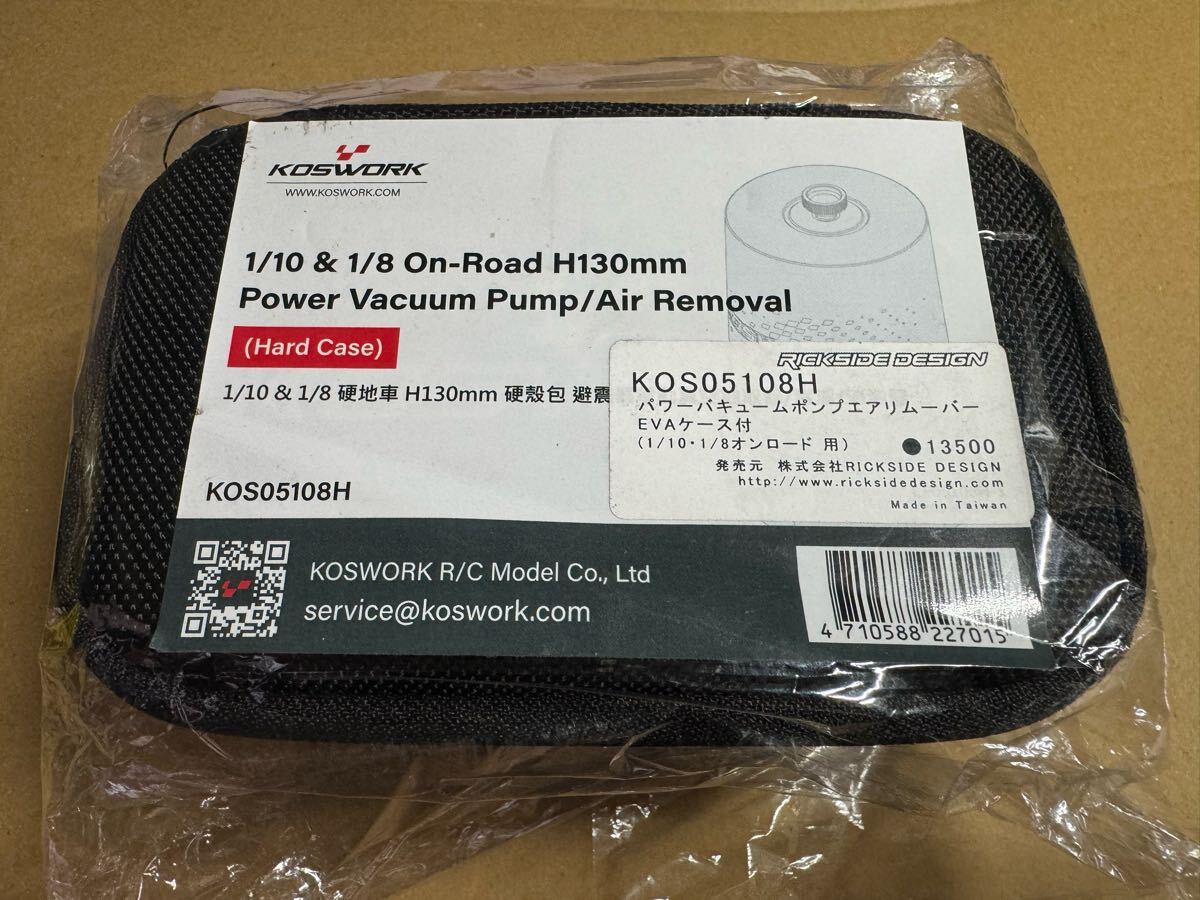 KOSWORK
WWW.KOSWORK.COM
1/10 & 1/8 On-Road H130mm
Power Vacuum Pump/Air Removal
(Hard Case)
1/10 & 1/8 硬地車 H130mm 硬殼包 避震
KOS05108H
RICKSIDE DESIGN
KOS05108H
パワーバキュームポンプエアリムーバー
EVAケース付
(1/10・1/8オンロード 用)
●13500
発売元 株式会社RICKSIDE DESIGN
http://www.ricksidedesign.com
Made in Taiwan
KOSWORK R/C Model Co., Ltd
service@koswork.com
4 710588 227015